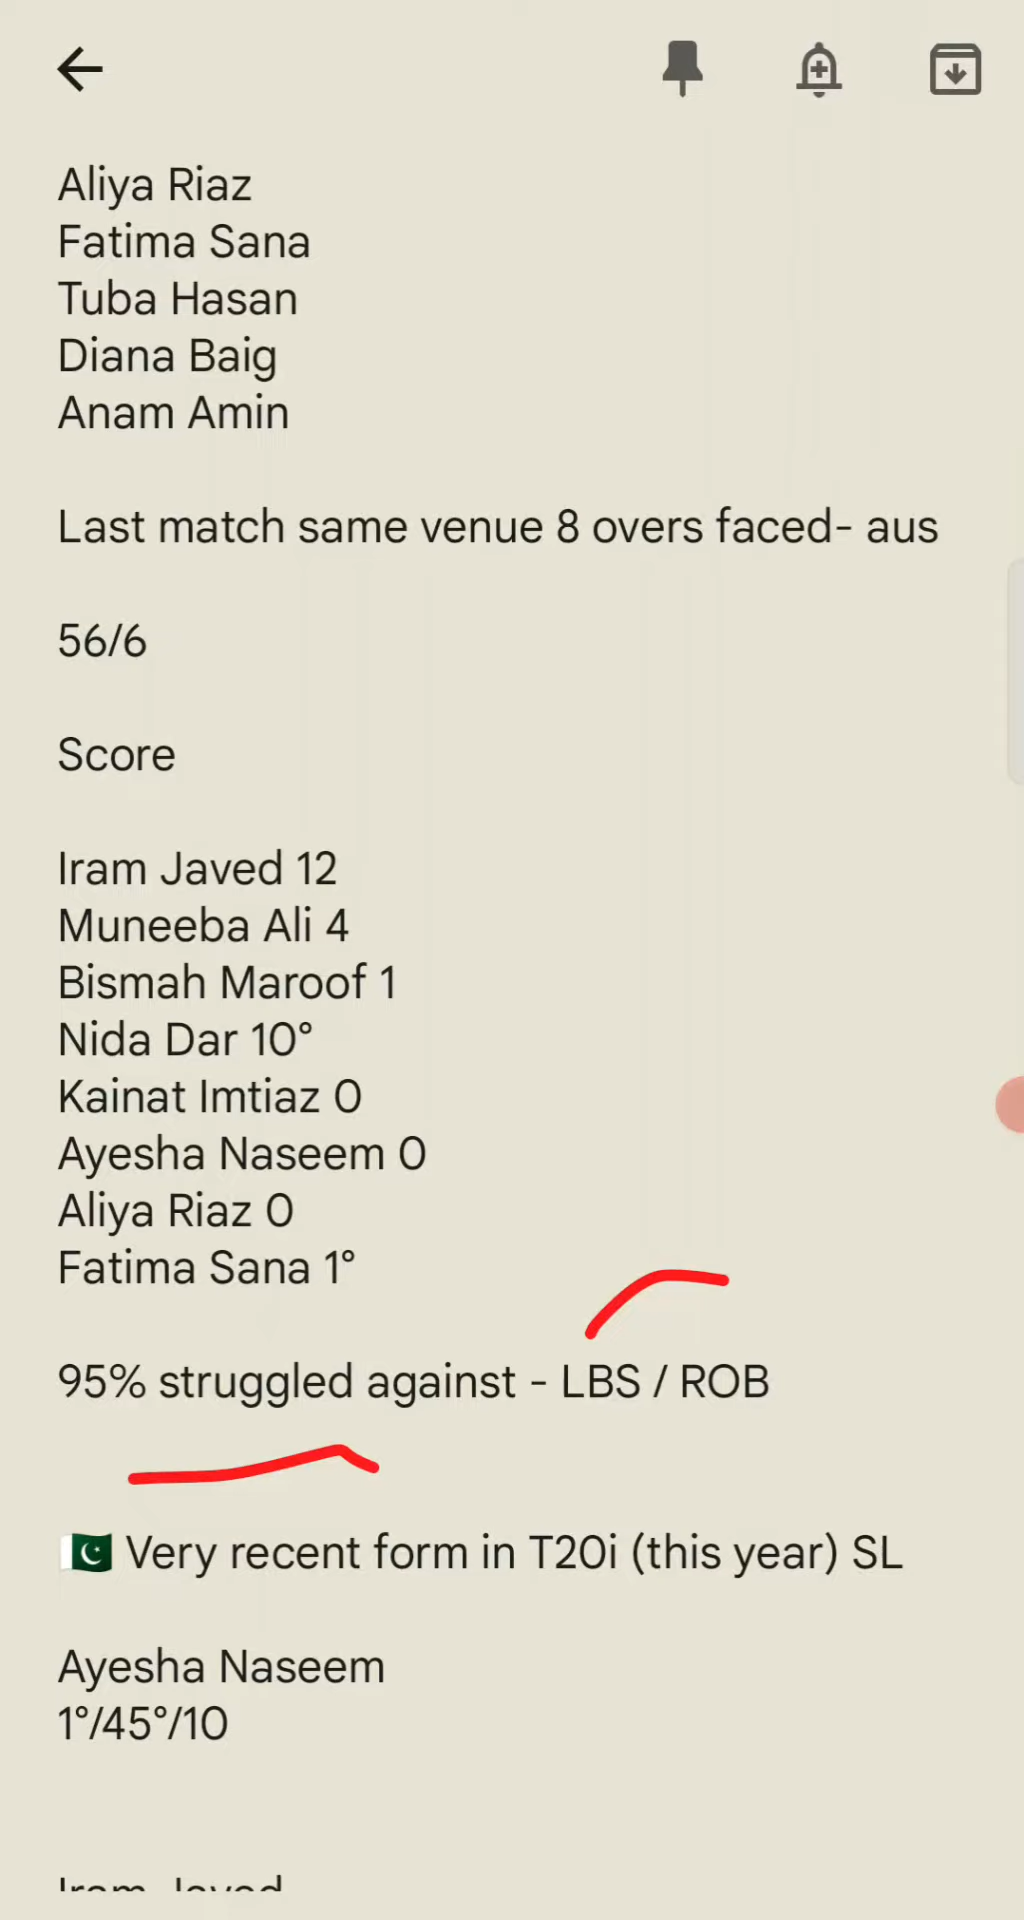 Aliya Riaz
Fatima Sana
Tuba Hasan
Diana Baig
Anam Amin
Last match same venue 8 overs faced- aus
56/6
Score
Iram Javed 12
Muneeba Ali 4
Bismah Maroof 1
Nida Dar 10°
Kainat Imtiaz 0
Ayesha Naseem 0
Aliya Riaz 0
Fatima Sana 1°
95% struggled against - LBS / ROB
🇵🇰 Very recent form in T20i (this year) SL
Ayesha Naseem
1°/45°/10
Iram Javed